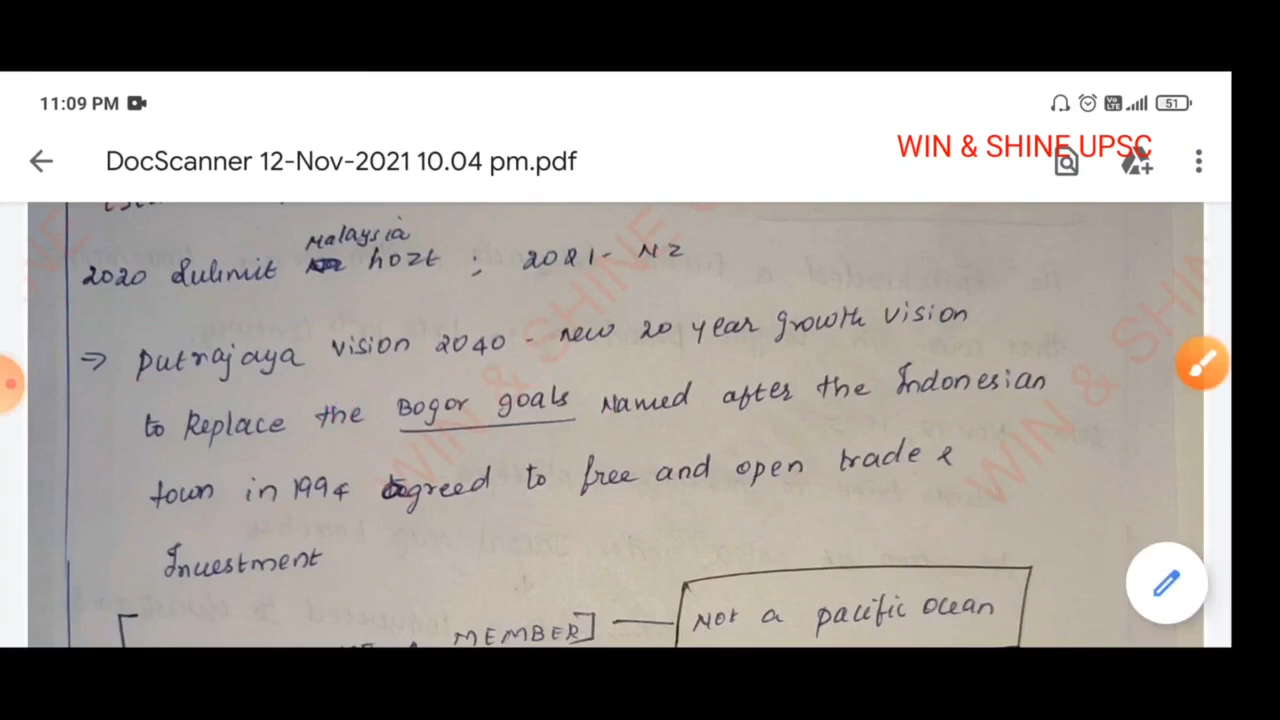 11:09 PM
51
DocScanner 12-Nov-2021 10.04 pm.pdf
WIN & SHINE UPSC
Malaysia
2020 Submit host : 2021 - NZ
⇒ Putrajaya vision 2040 - new 20 year growth vision
to Replace the Bogor goals Named after the Indonesian
town in 1994 agreed to free and open trade &
Investment
MEMBER] Not a pacific ocean